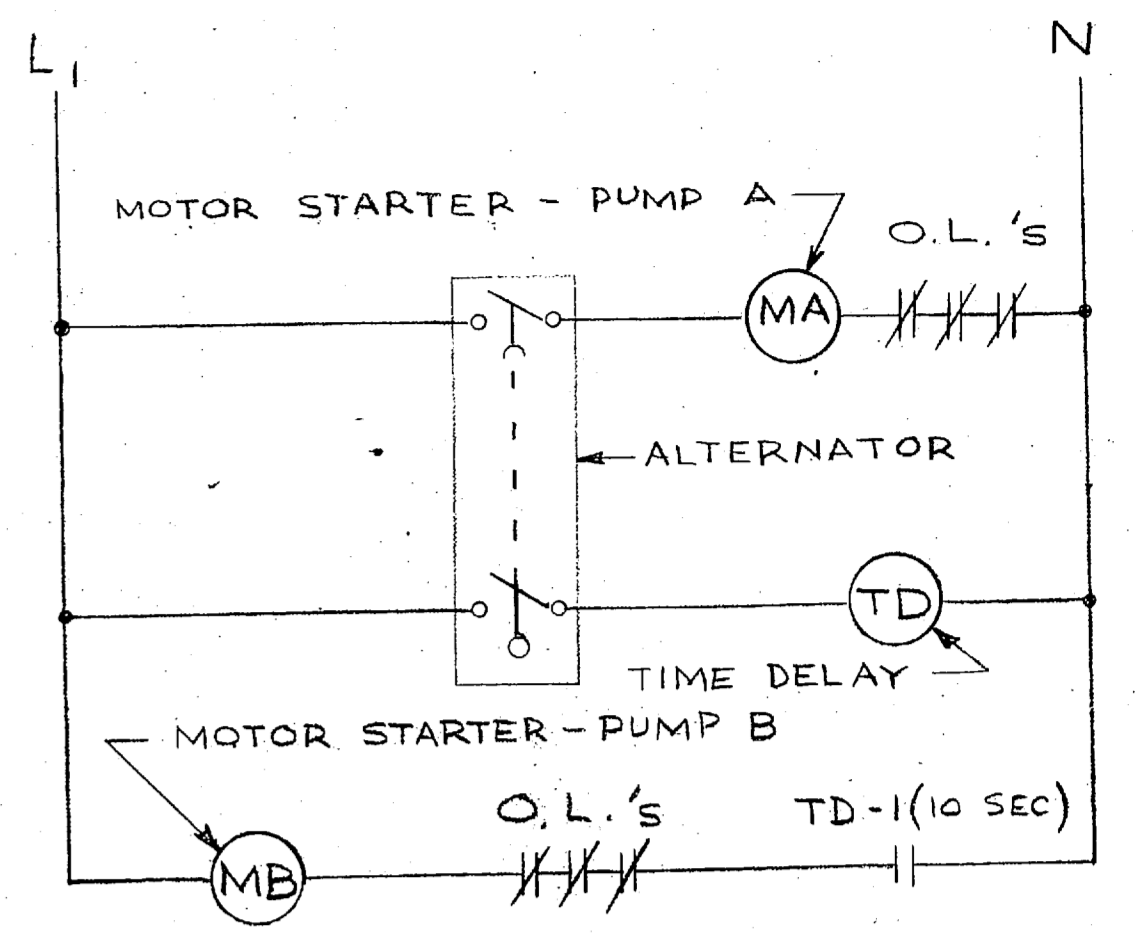 L1
N
MOTOR STARTER - PUMP A
O.L.'s
MA
ALTERNATOR
TD
TIME DELAY
MOTOR STARTER - PUMP B
O.L.'s
TD-1 (10 SEC)
MB